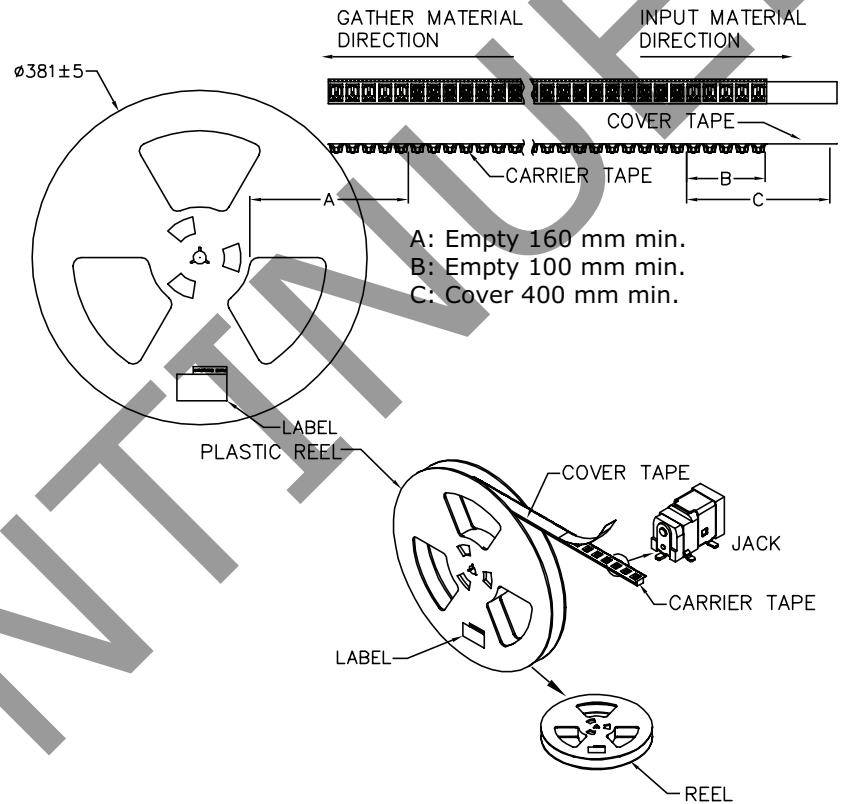 GATHER MATERIAL
DIRECTION
INPUT MATERIAL
DIRECTION
ø381±5
COVER TAPE
CARRIER TAPE
A
B
C
A: Empty 160 mm min.
B: Empty 100 mm min.
C: Cover 400 mm min.
LABEL
PLASTIC REEL
COVER TAPE
JACK
CARRIER TAPE
LABEL
REEL
NTINUE